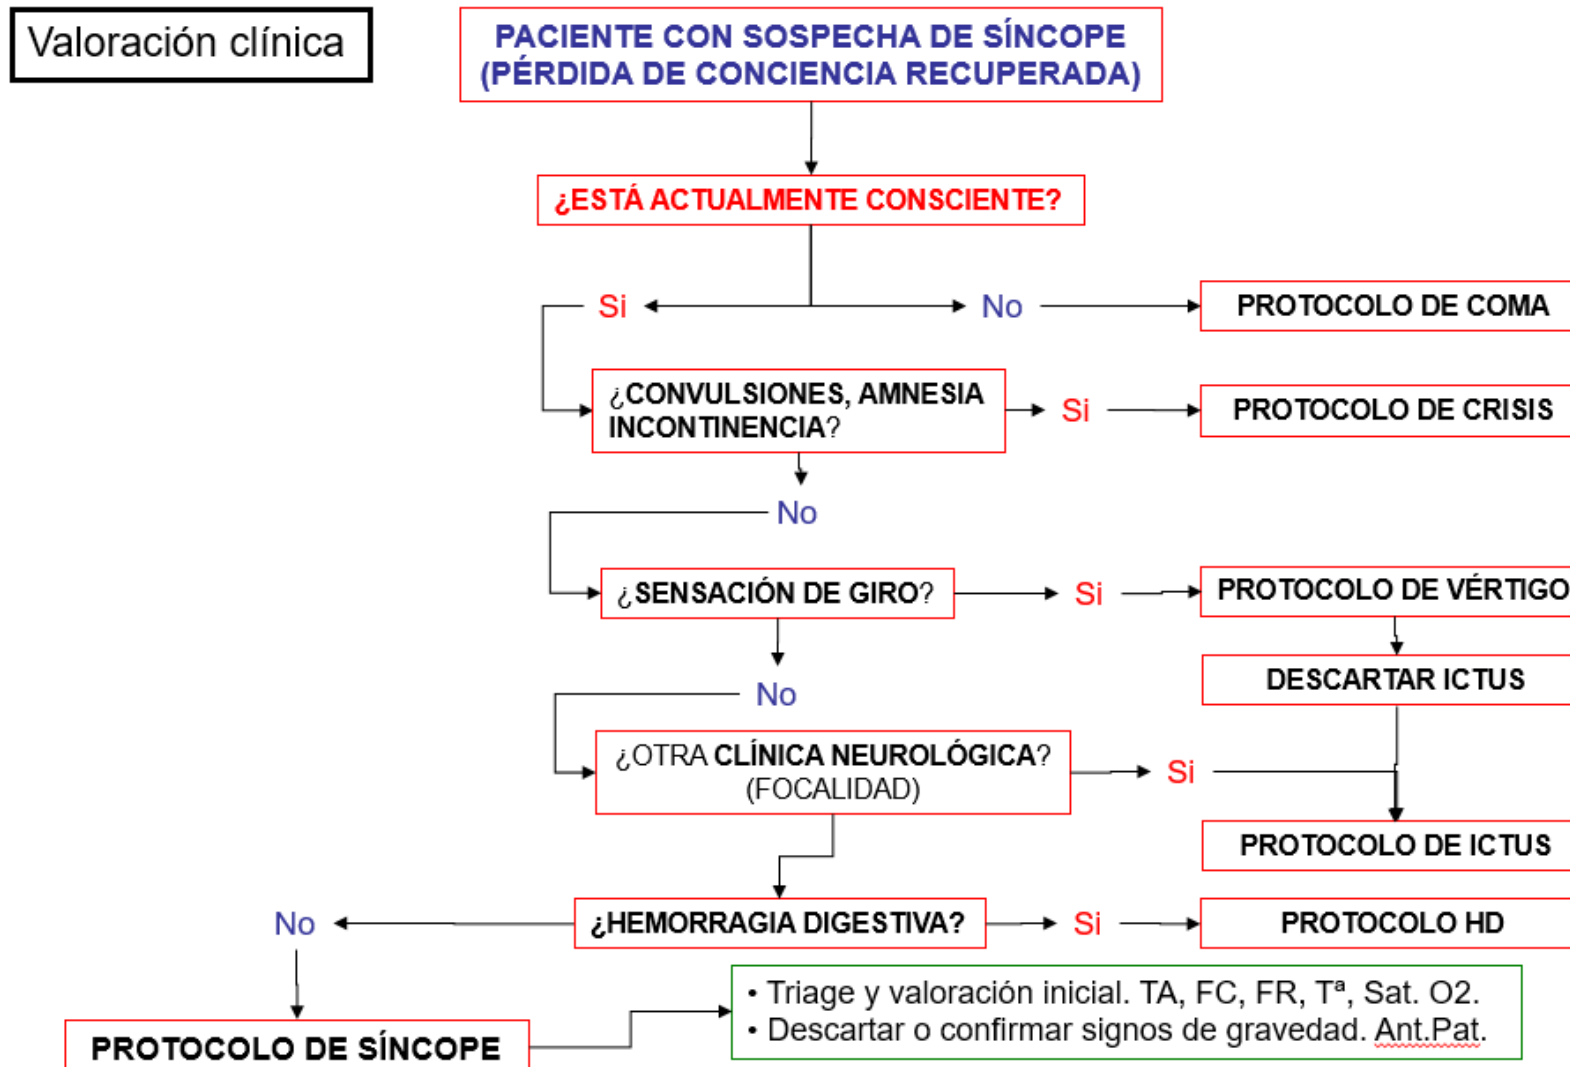 Valoración clínica
PACIENTE CON SOSPECHA DE SÍNCOPE
(PÉRDIDA DE CONCIENCIA RECUPERADA)
¿ESTÁ ACTUALMENTE CONSCIENTE?
Si
No
PROTOCOLO DE COMA
¿CONVULSIONES, AMNESIA
INCONTINENCIA?
Si
PROTOCOLO DE CRISIS
No
¿SENSACIÓN DE GIRO?
Si
PROTOCOLO DE VÉRTIGO
DESCARTAR ICTUS
No
¿OTRA CLÍNICA NEUROLÓGICA?
(FOCALIDAD)
Si
PROTOCOLO DE ICTUS
No
¿HEMORRAGIA DIGESTIVA?
Si
PROTOCOLO HD
• Triage y valoración inicial. TA, FC, FR, Tª, Sat. O2.
• Descartar o confirmar signos de gravedad. Ant.Pat.
PROTOCOLO DE SÍNCOPE